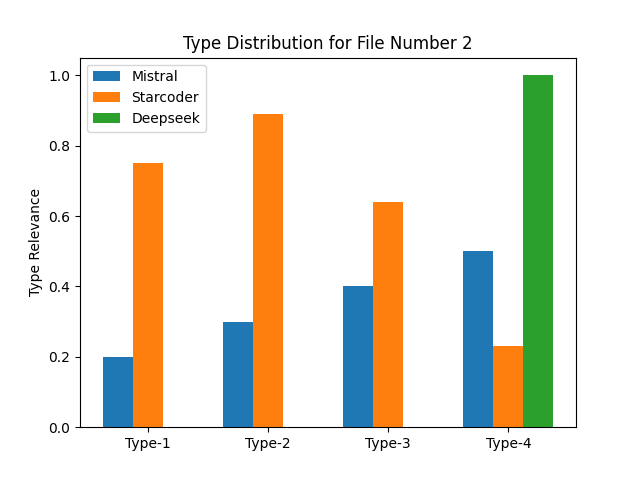 Type Distribution for File Number 2
Mistral
Starcoder
Deepseek
Type Relevance
1.0
0.8
0.6
0.4
0.2
0.0
Type-1 Type-2 Type-3 Type-4